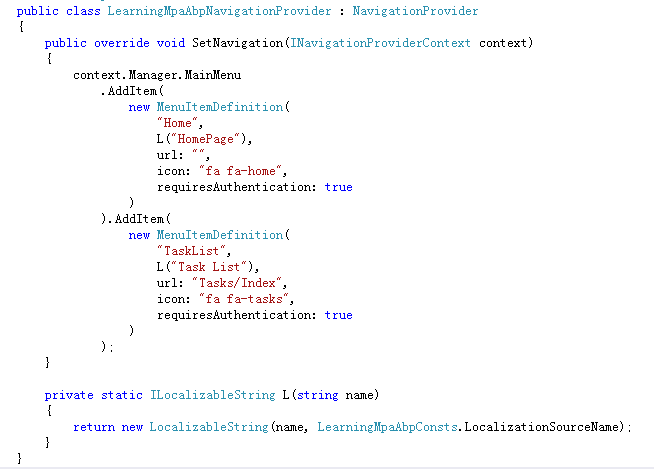 public class LearningMpaAbpNavigationProvider : NavigationProvider
{
    public override void SetNavigation(INavigationProviderContext context)
    {
        context.Manager.MainMenu
            .AddItem(
                new MenuItemDefinition(
                    "Home",
                    L("HomePage"),
                    url: "",
                    icon: "fa fa-home",
                    requiresAuthentication: true
                )
            ).AddItem(
                new MenuItemDefinition(
                    "TaskList",
                    L("Task List"),
                    url: "Tasks/Index",
                    icon: "fa fa-tasks",
                    requiresAuthentication: true
                )
            );
    }

    private static ILocalizableString L(string name)
    {
        return new LocalizableString(name, LearningMpaAbpConsts.LocalizationSourceName);
    }
}